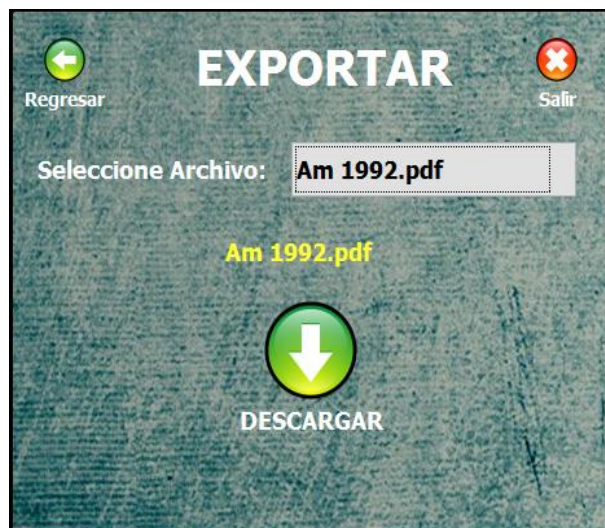 EXPORTAR
Regresar
Salir
Seleccione Archivo:
Am 1992.pdf
Am 1992.pdf
DESCARGAR